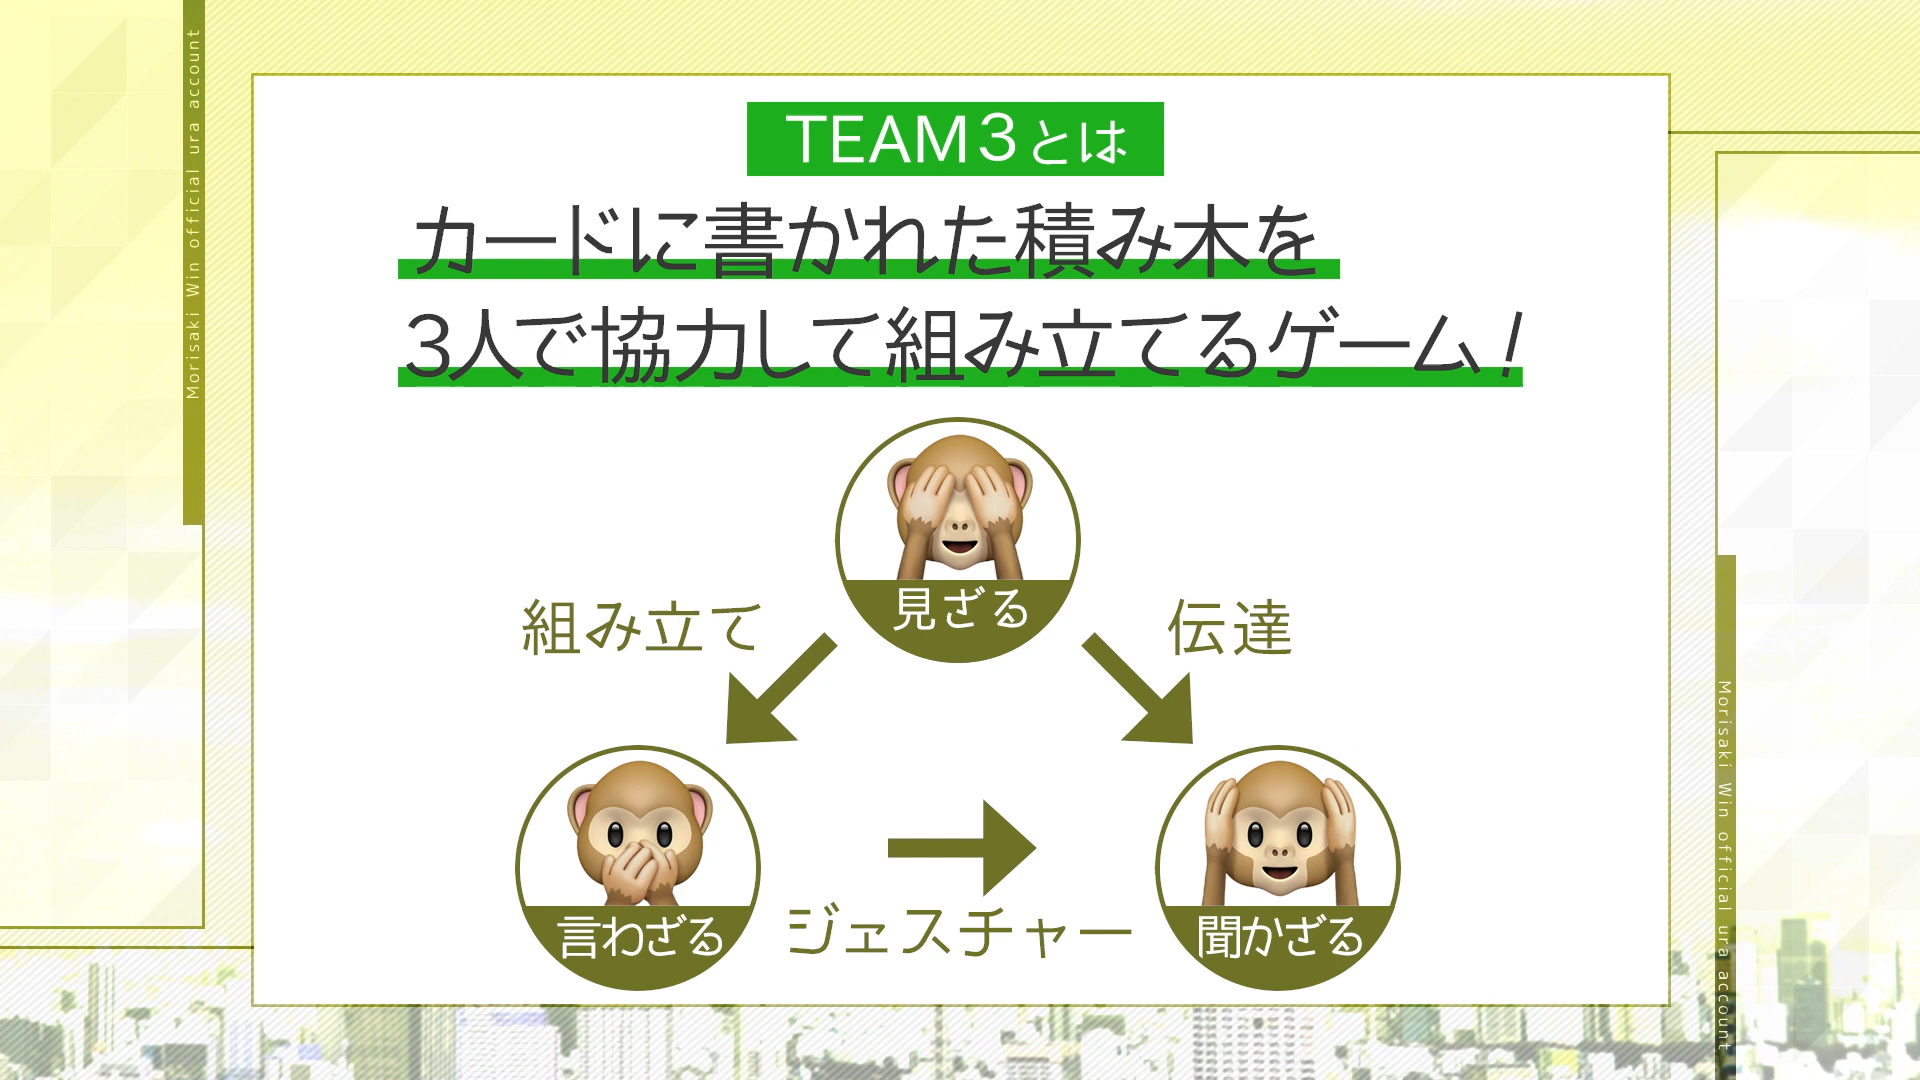 TEAM3とは
カードに書かれた積み木を
3人で協力して組み立てるゲーム!
見ざる
組み立て
伝達
言わざる
ジェスチャー
聞かざる
Morisaki Win official ura account
Morisaki Win official ura account